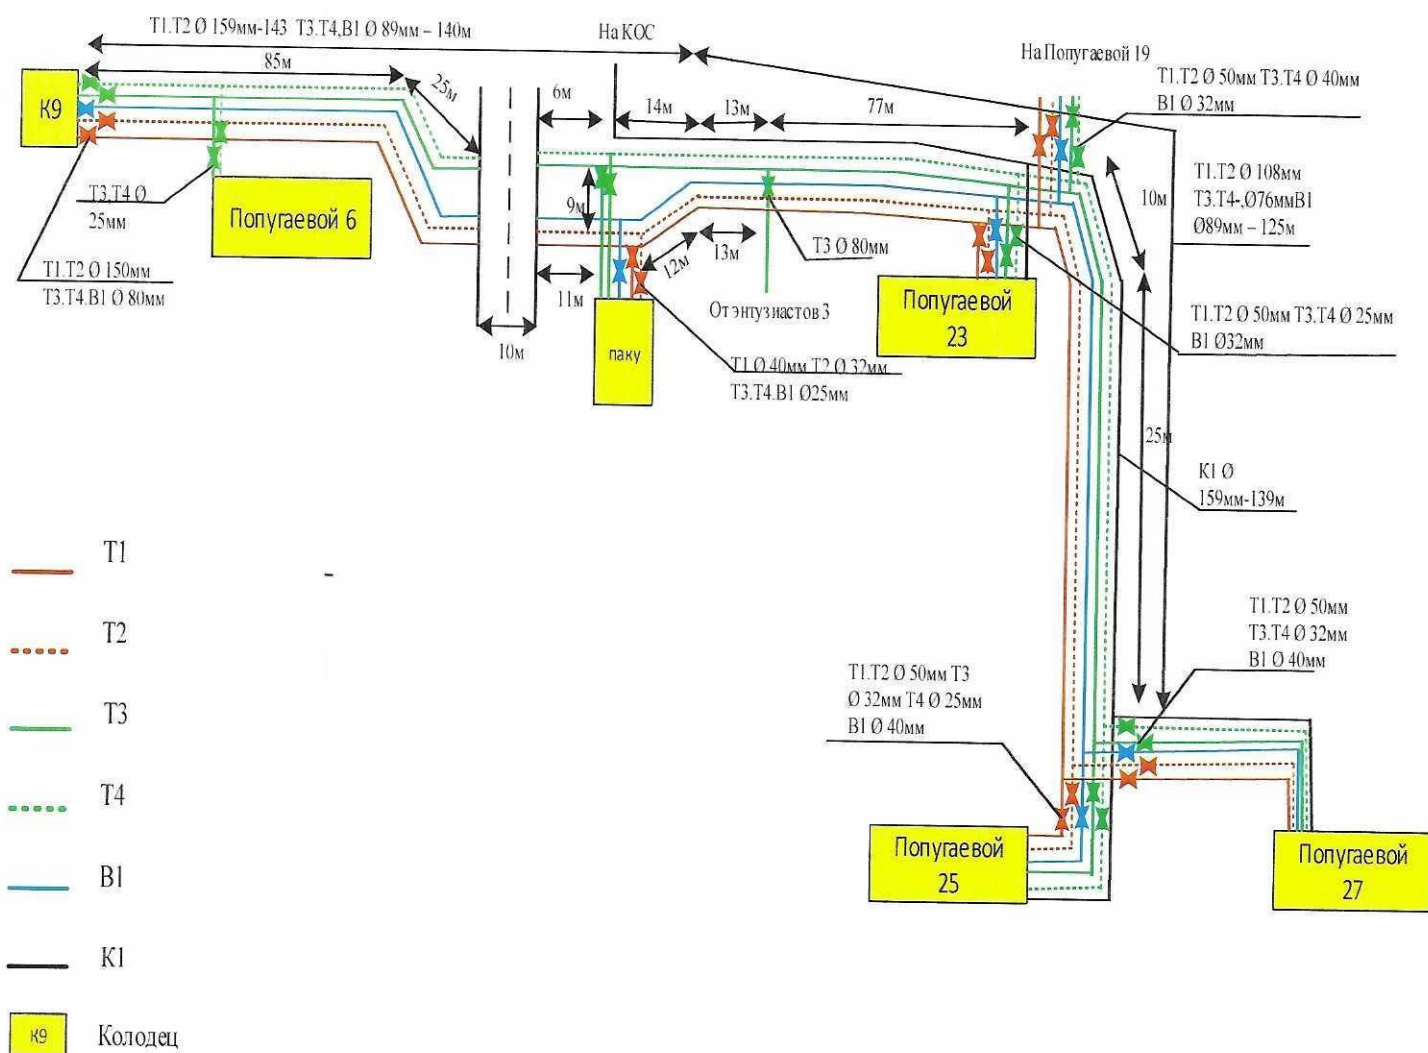 Т1.Т2 Ø 159мм-143 Т3.Т4,В1 Ø 89мм – 140м
На КОС
На Попугаевой 19
85м
25м
6м
14м
13м
77м
Т1.Т2 Ø 50мм Т3.Т4 Ø 40мм
В1 Ø 32мм
К9
Т3,Т4 Ø
25мм
Попугаевой 6
9м
10м
Т1.Т2 Ø 108мм
Т3.Т4-,Ø76ммВ1
Ø89мм – 125м
Т1.Т2 Ø 150мм
Т3.Т4.В1 Ø 80мм
12м
13м
Т3 Ø 80мм
11м
От энтузиастов 3
Попугаевой
23
Т1.Т2 Ø 50мм Т3.Т4 Ø 25мм
В1 Ø32мм
10м
паку
Т1 Ø 40мм Т2 Ø 32мм
Т3.Т4.В1 Ø25мм
25м
К1 Ø
159мм-139м
Т1
Т2
Т3
Т4
В1
К1
К9
Колодец
Т1.Т2 Ø 50мм
Т3.Т4 Ø 32мм
В1 Ø 40мм
Т1.Т2 Ø 50мм Т3
Ø 32мм Т4 Ø 25мм
В1 Ø 40мм
Попугаевой
25
Попугаевой
27